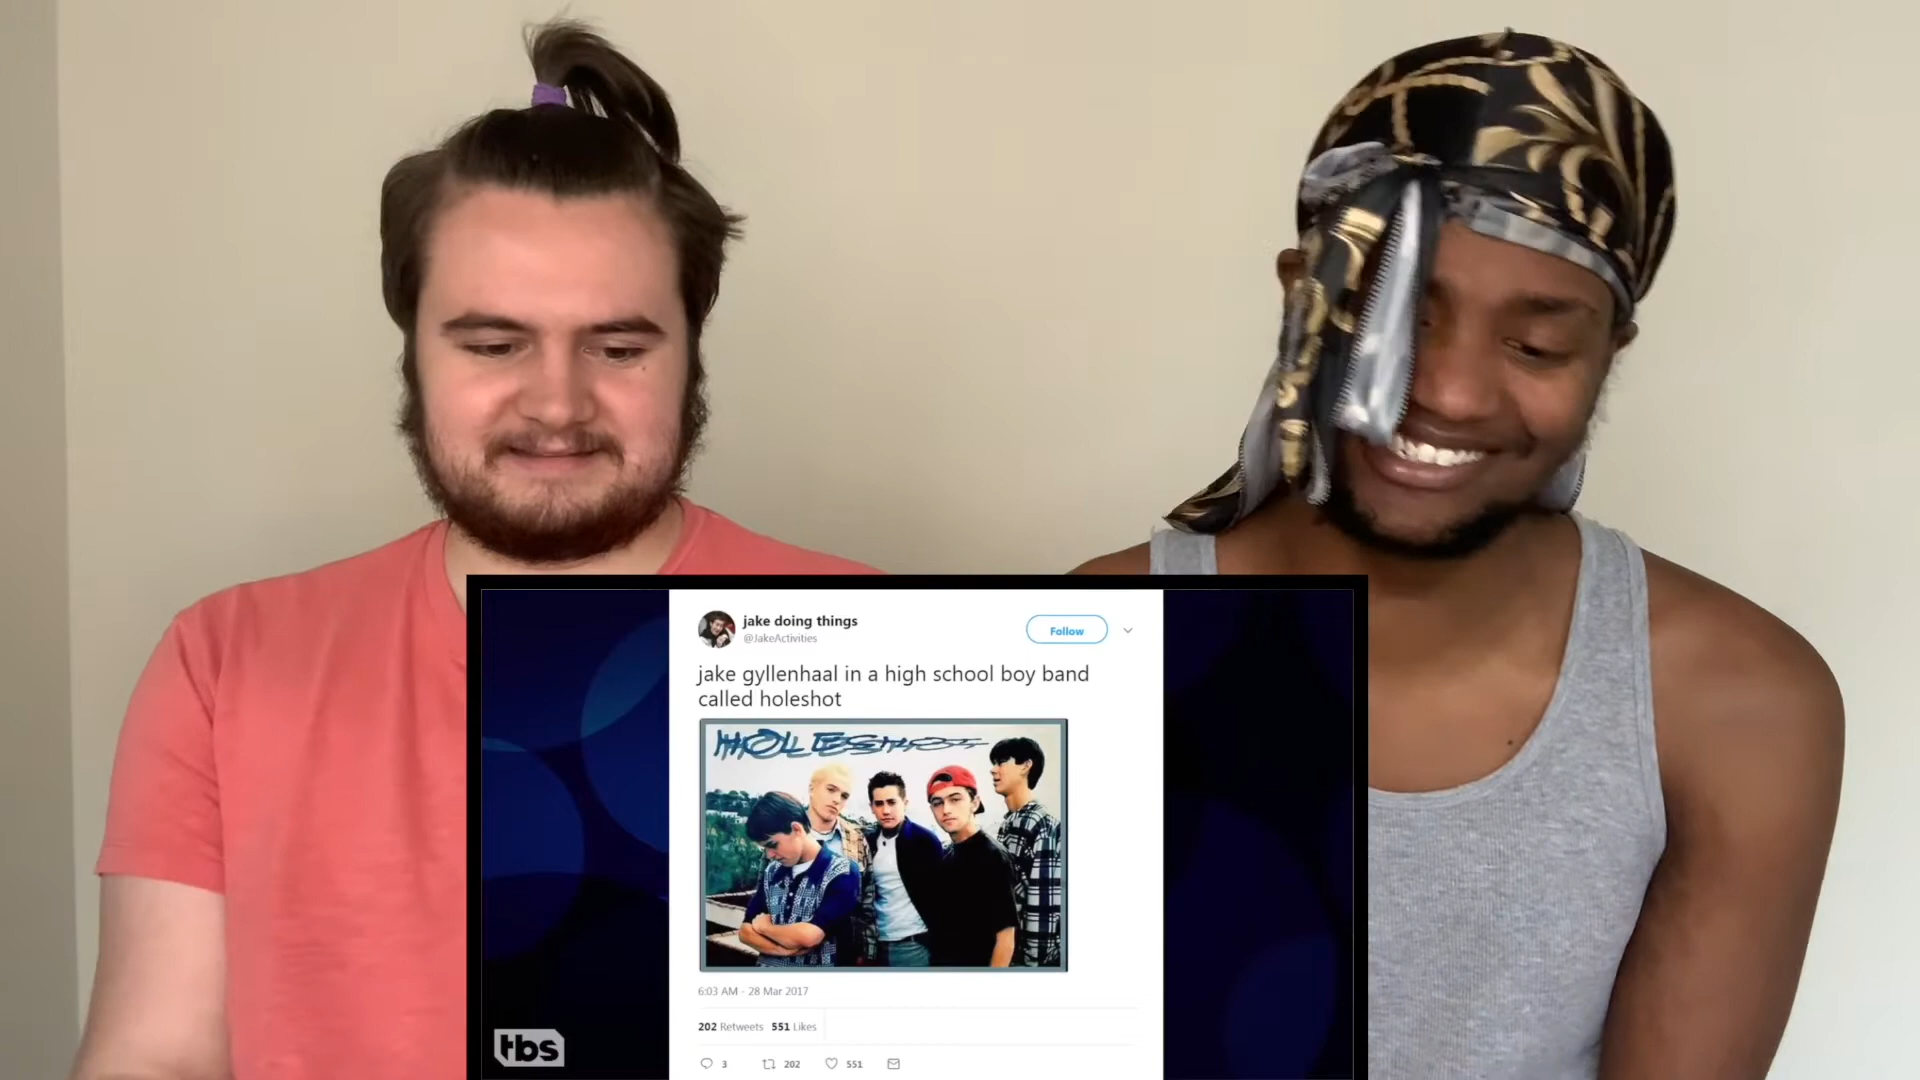 jake doing things
@JakeActivities
Follow
jake gyllenhaal in a high school boy band
called holeshot
HOLESHOT
6:03 AM - 28 Mar 2017
202 Retweets 551 Likes
3 202 551
tbs